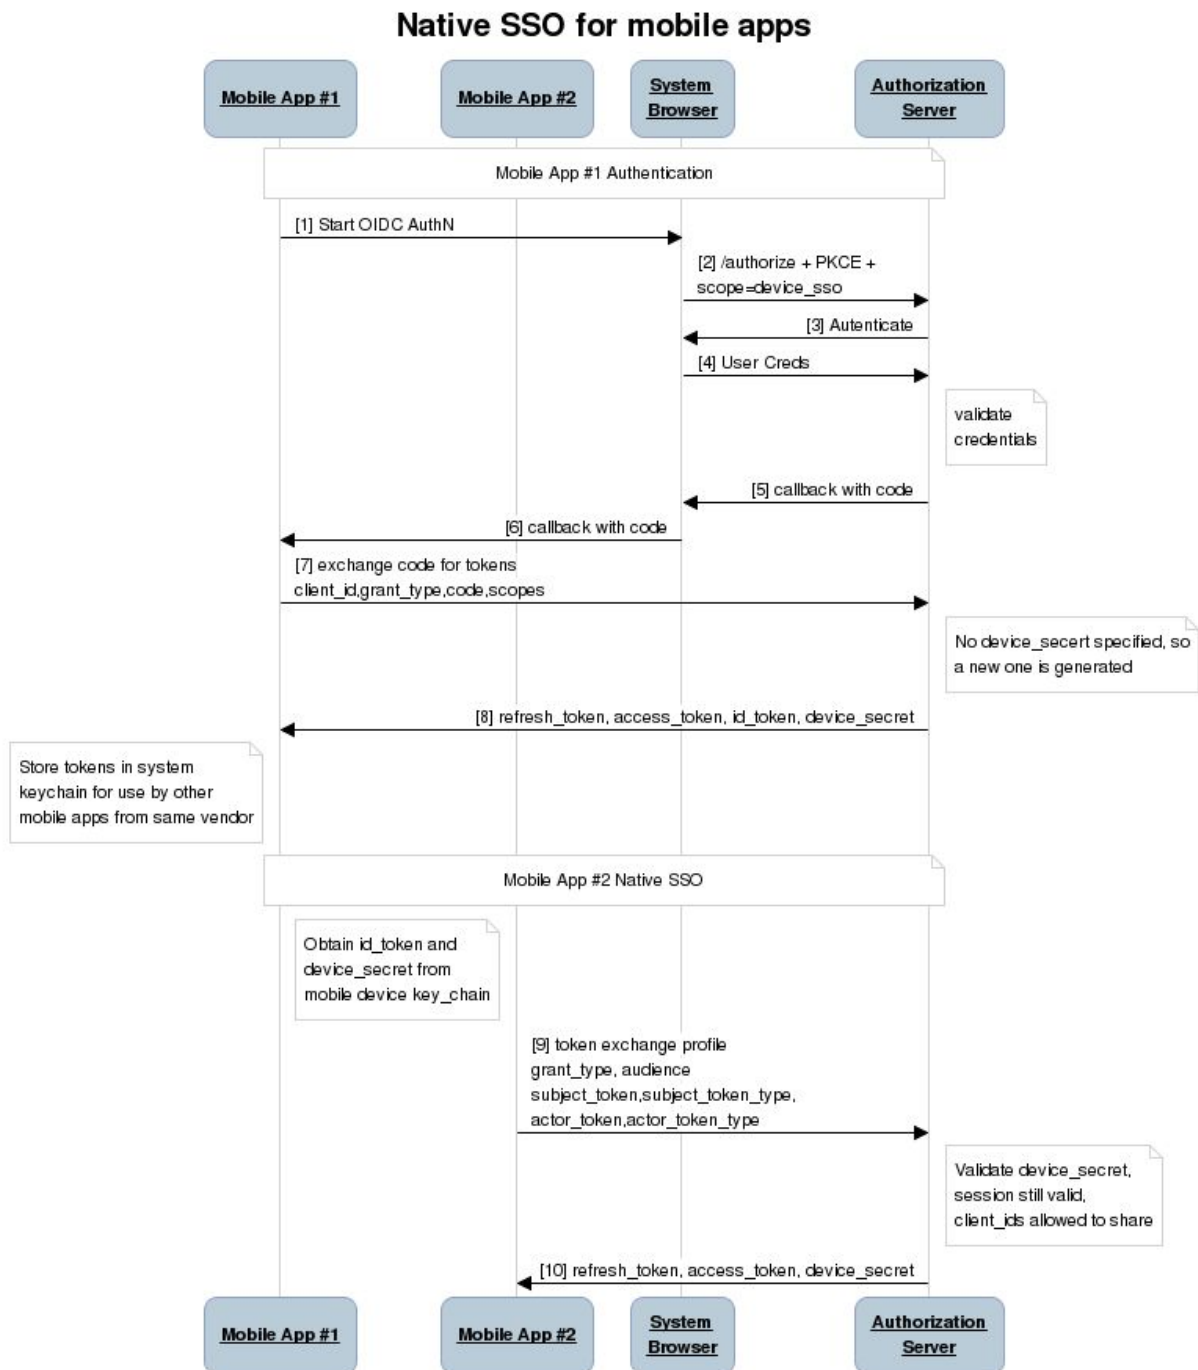 Native SSO for mobile apps
Mobile App #1
Mobile App #2
System
Browser
Authorization
Server
Mobile App #1 Authentication
[1] Start OIDC AuthN
[2] /authorize + PKCE +
scope=device_sso
[3] Autenticate
[4] User Creds
validate
credentials
[5] callback with code
[6] callback with code
[7] exchange code for tokens
client_id,grant_type,code,scopes
No device_secert specified, so
a new one is generated
[8] refresh_token, access_token, id_token, device_secret
Store tokens in system
keychain for use by other
mobile apps from same vendor
Mobile App #2 Native SSO
Obtain id_token and
device_secret from
mobile device key_chain
[9] token exchange profile
grant_type, audience
subject_token,subject_token_type,
actor_token,actor_token_type
Validate device_secret,
session still valid,
client_ids allowed to share
[10] refresh_token, access_token, device_secret
Mobile App #1
Mobile App #2
System
Browser
Authorization
Server